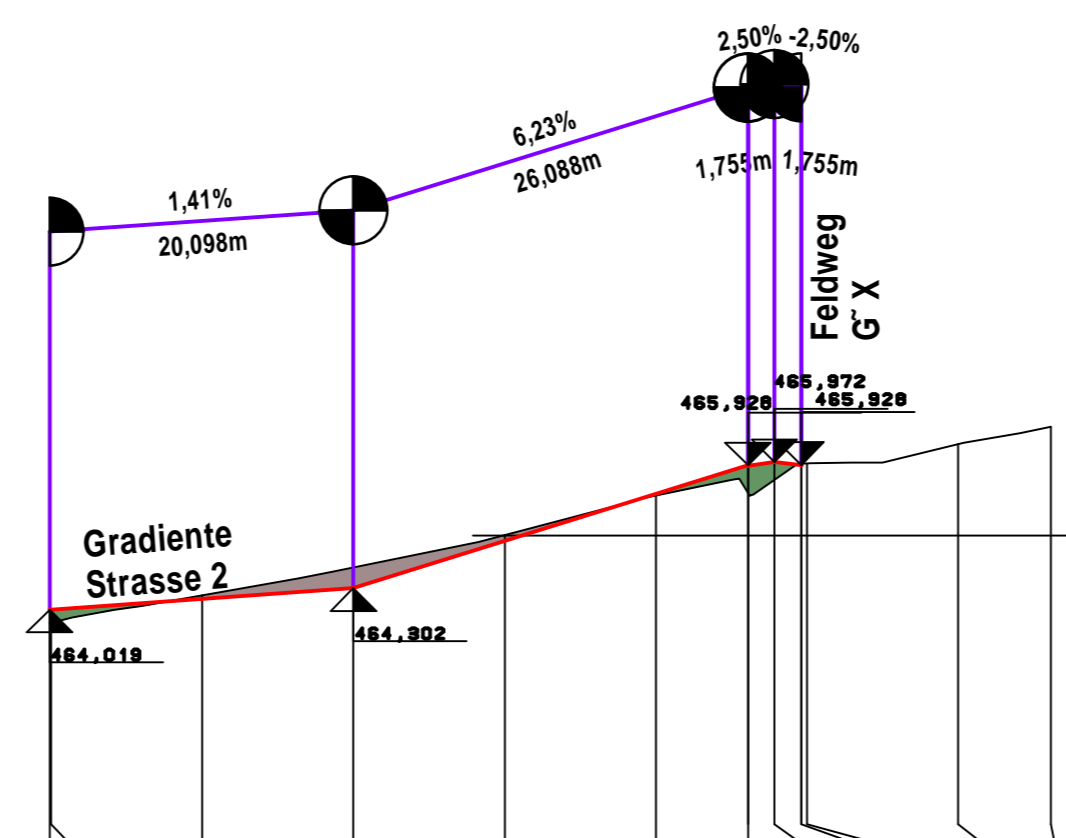 2,50% -2,50%
6,23%
26,088m
1,755m 1,755m
1,41%
20,098m
Feldweg
G~ X
465,972
465,928 465,928
Gradiente
Strasse 2
464,302
464,019